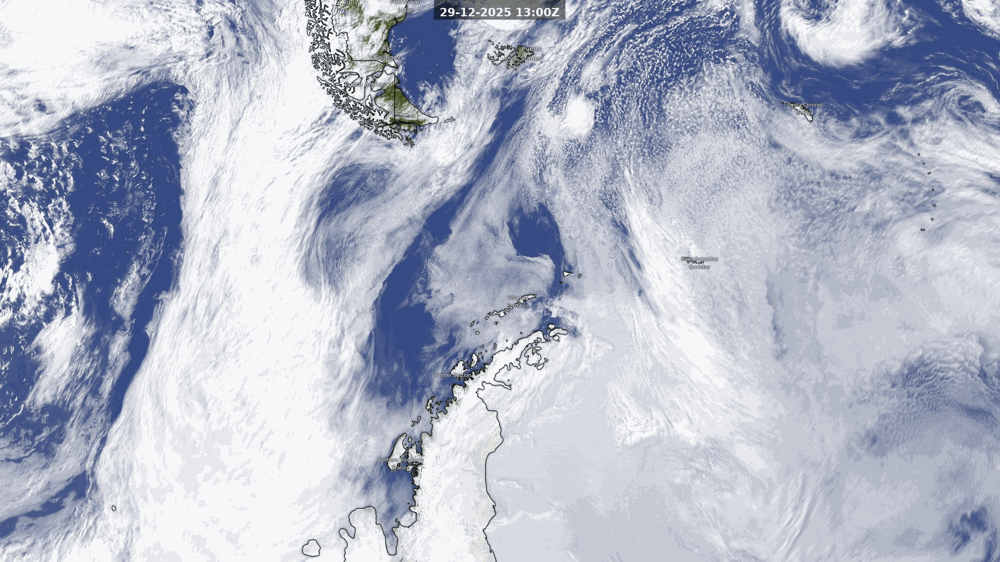 Puerto San
Julián
29-12-2025 13:00Z
Río
Gallegos
Puerto
Stanley
Punta Arenas
Punta Coronel
Zelaya
Base Antártica
Orcadas
Villa Las
Estrellas
Palmer Station
Rothera Research
Station